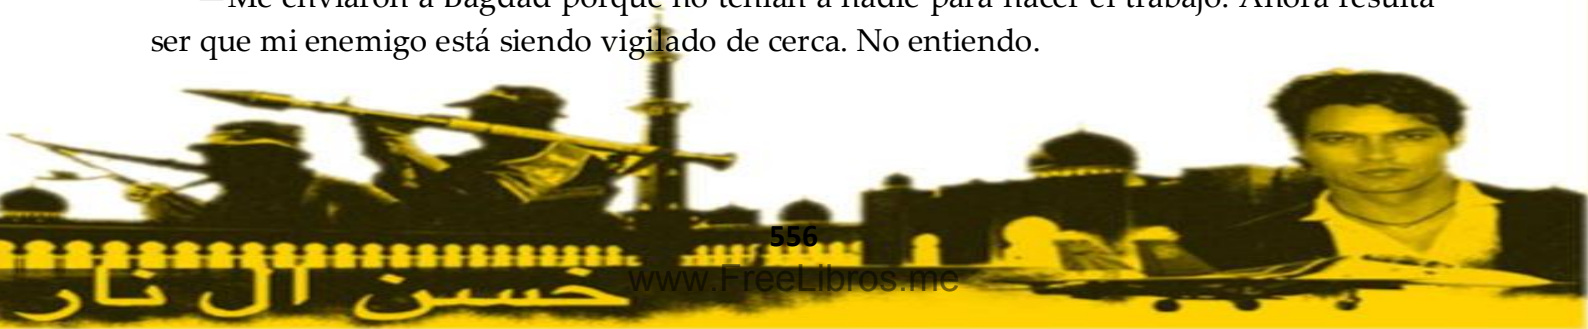 —Me enviaron a Bagdad porque no tenían a nadie para hacer el trabajo. Ahora resulta
ser que mi enemigo está siendo vigilado de cerca. No entiendo.
556
www.FreeLibros.me
خسن ال نار